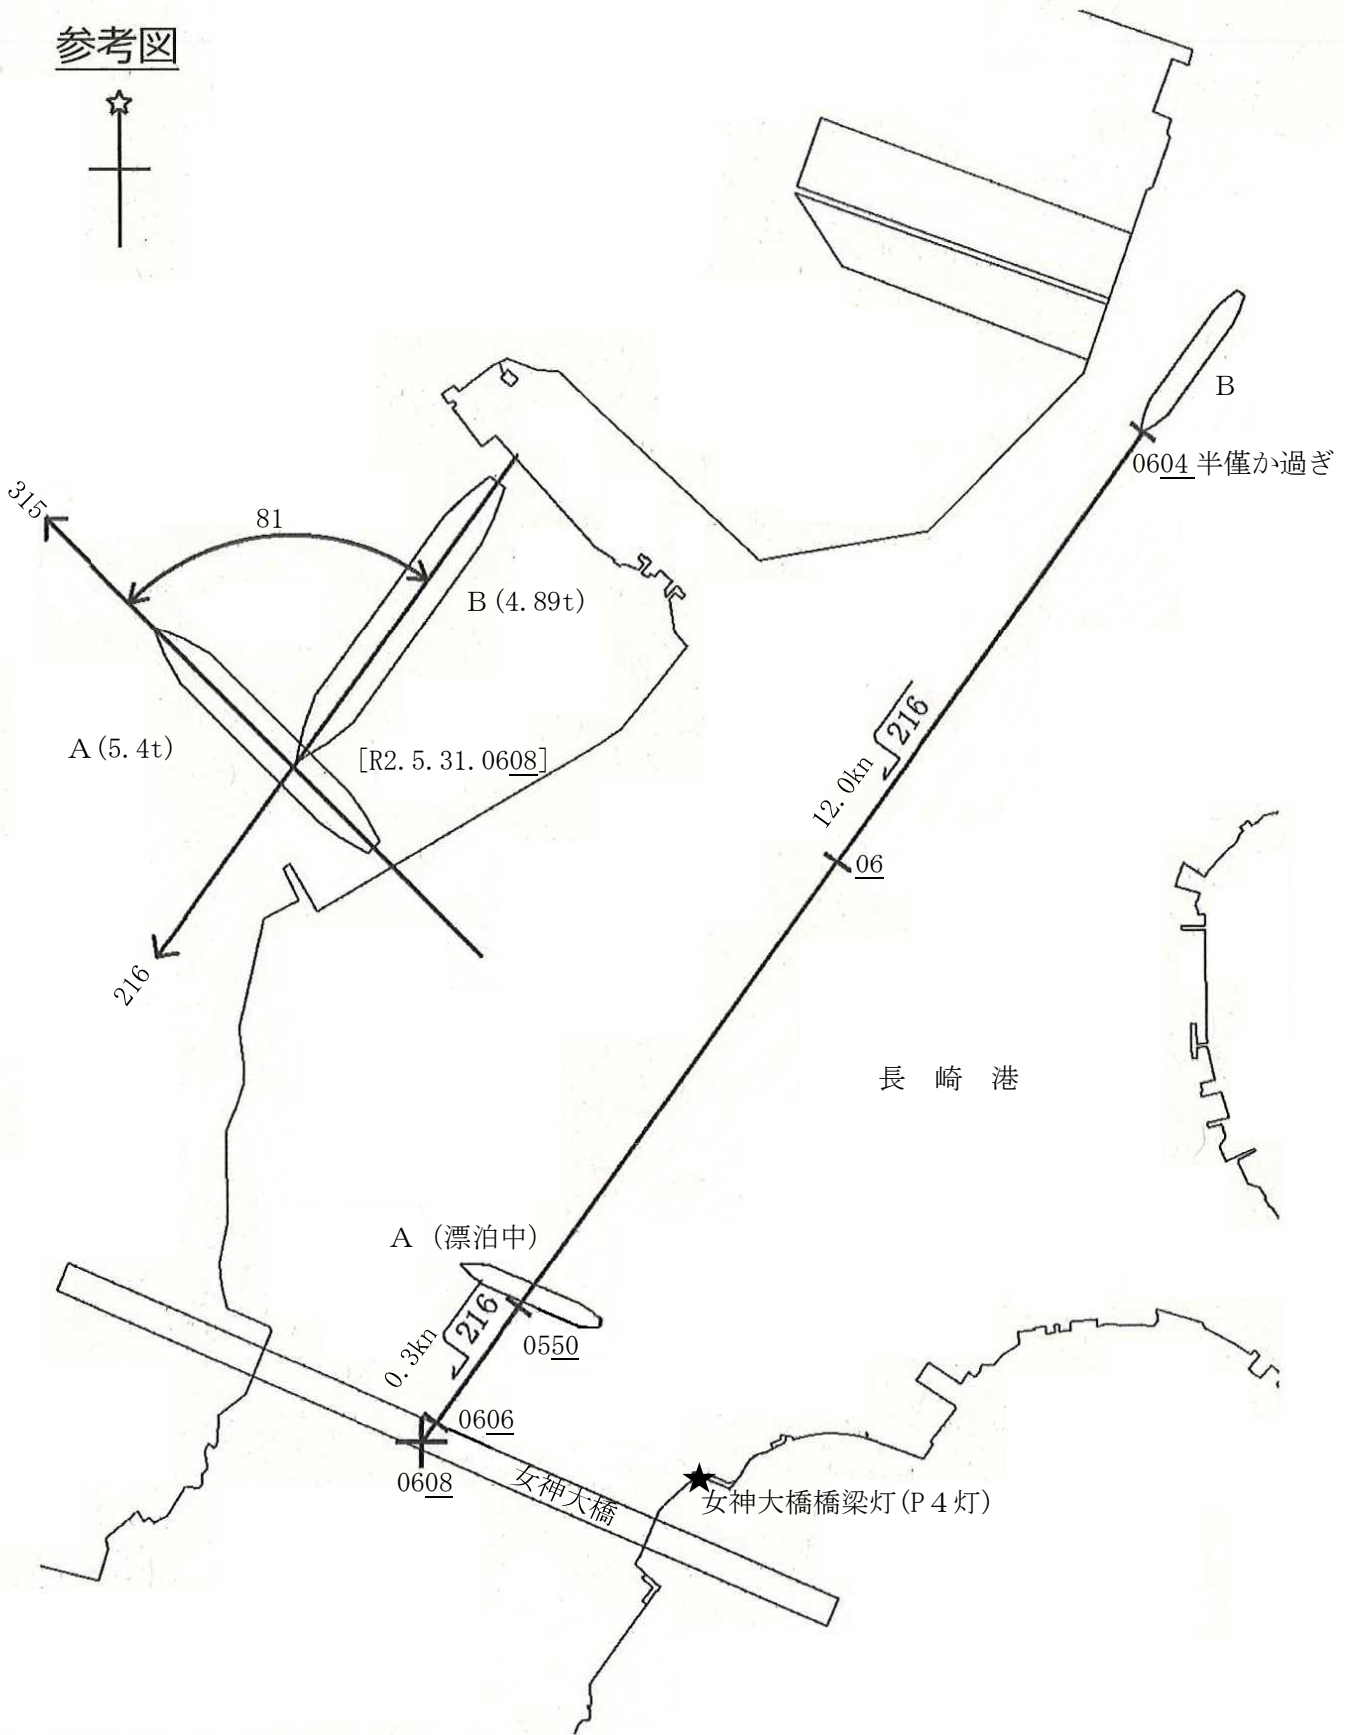 参考図
B
0604 半僅か過ぎ
315
81
B (4.89t)
216
A (5.4t)
[R2.5.31.0608]
12.0kn
06
216
長 崎 港
A (漂泊中)
216
0.3kn
0550
0606
0608
女神大橋
女神大橋橋梁灯(P4灯)